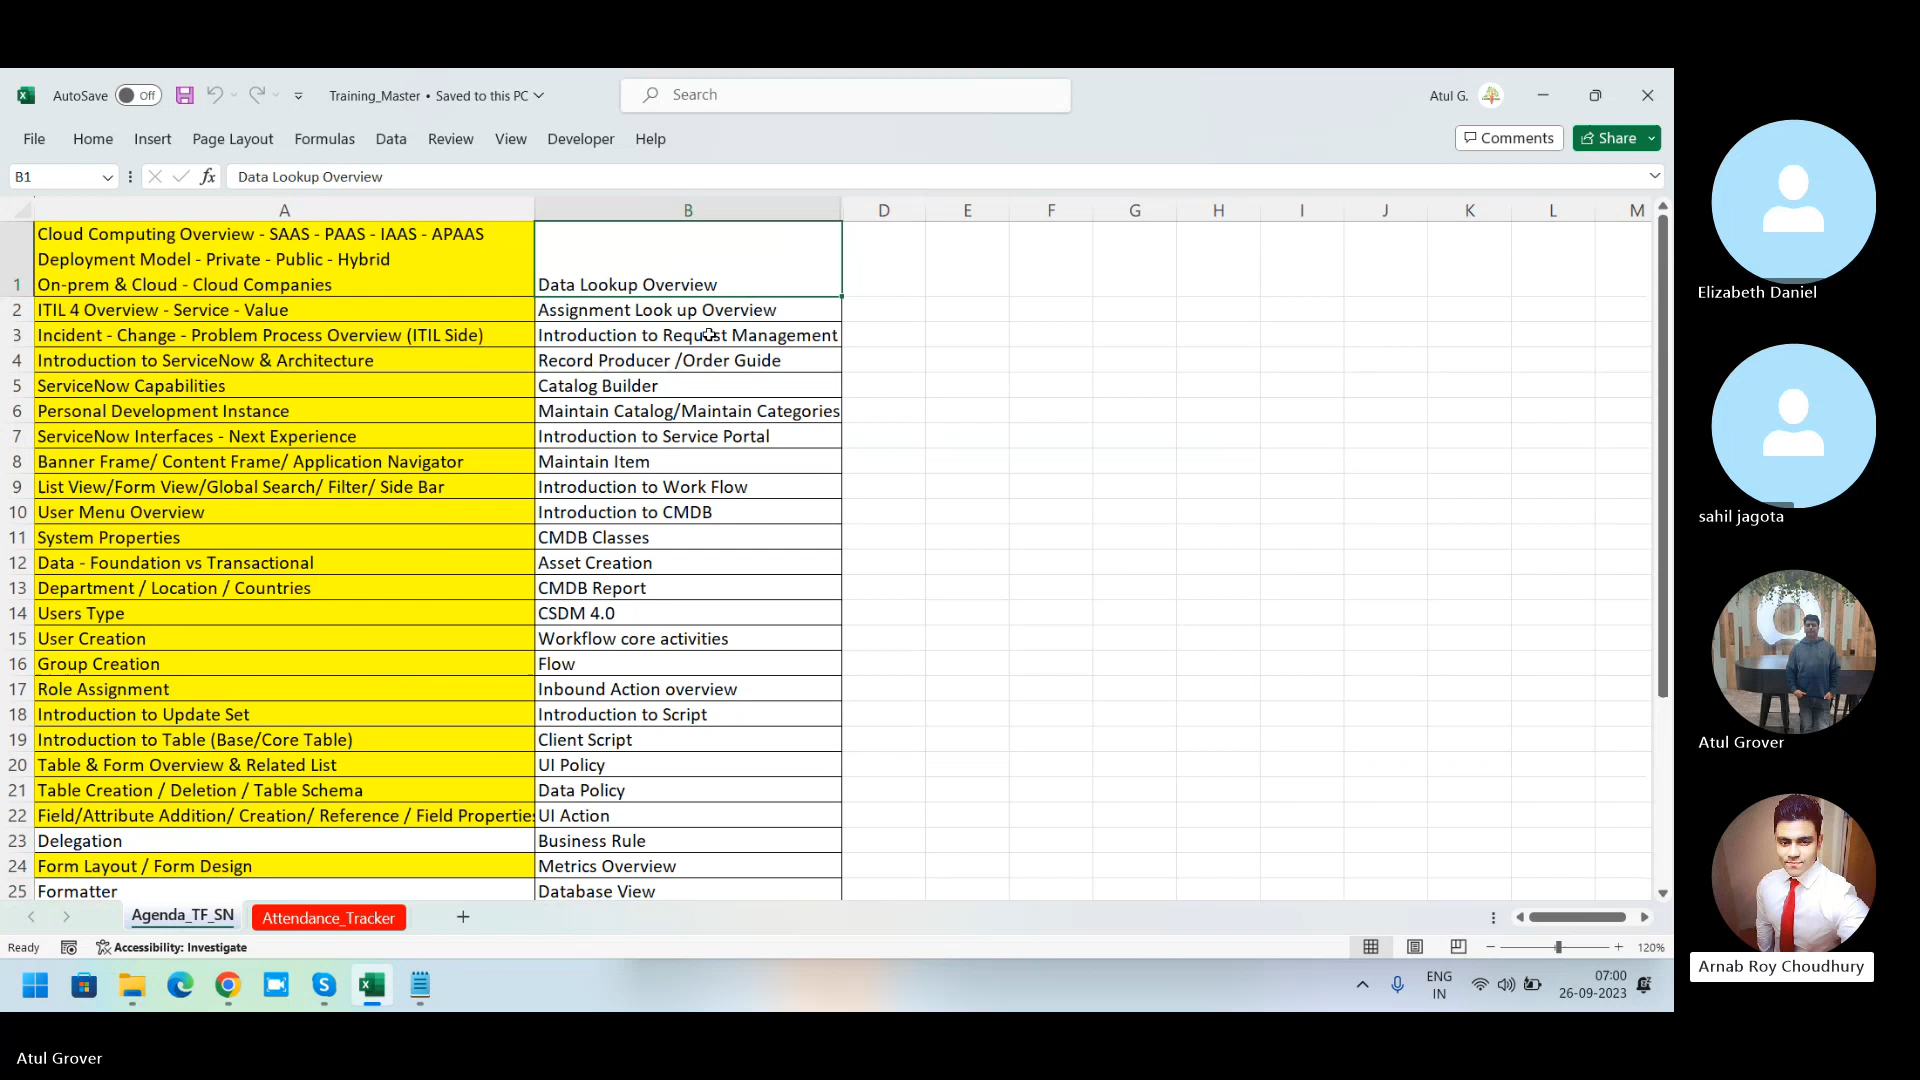 AutoSave Off Training_Master • Saved to this PC Search Atul G.
File Home Insert Page Layout Formulas Data Review View Developer Help Comments Share
B1 fx Data Lookup Overview
A B D E F G H I J K L M
Cloud Computing Overview - SAAS - PAAS - IAAS - APAAS
Deployment Model - Private - Public - Hybrid
1 On-prem & Cloud - Cloud Companies Data Lookup Overview
2 ITIL 4 Overview - Service - Value Assignment Look up Overview
3 Incident - Change - Problem Process Overview (ITIL Side) Introduction to Request Management
4 Introduction to ServiceNow & Architecture Record Producer /Order Guide
5 ServiceNow Capabilities Catalog Builder
6 Personal Development Instance Maintain Catalog/Maintain Categories
7 ServiceNow Interfaces - Next Experience Introduction to Service Portal
8 Banner Frame/ Content Frame/ Application Navigator Maintain Item
9 List View/Form View/Global Search/ Filter/ Side Bar Introduction to Work Flow
10 User Menu Overview Introduction to CMDB
11 System Properties CMDB Classes
12 Data - Foundation vs Transactional Asset Creation
13 Department / Location / Countries CMDB Report
14 Users Type CSDM 4.0
15 User Creation Workflow core activities
16 Group Creation Flow
17 Role Assignment Inbound Action overview
18 Introduction to Update Set Introduction to Script
19 Introduction to Table (Base/Core Table) Client Script
20 Table & Form Overview & Related List UI Policy
21 Table Creation / Deletion / Table Schema Data Policy
22 Field/Attribute Addition/ Creation/ Reference / Field Properties UI Action
23 Delegation Business Rule
24 Form Layout / Form Design Metrics Overview
25 Formatter Database View
Agenda_TF_SN Attendance_Tracker
Ready Accessibility: Investigate 120%
ENG
IN
07:00
26-09-2023
Elizabeth Daniel
sahil jagota
Atul Grover
Arnab Roy Choudhury
Atul Grover